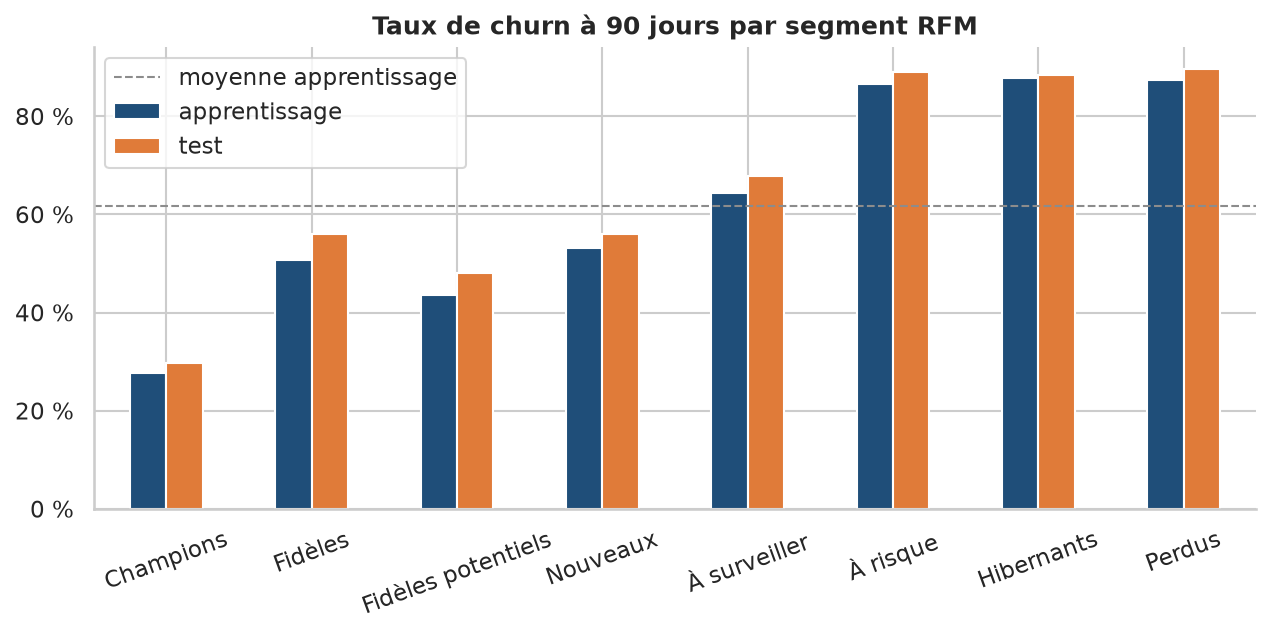 Taux de churn à 90 jours par segment RFM
moyenne apprentissage
apprentissage
test
80 %
60 %
40 %
20 %
0 %
Champions
Fidèles
Fidèles potentiels
Nouveaux
À surveiller
À risque
Hibernants
Perdus